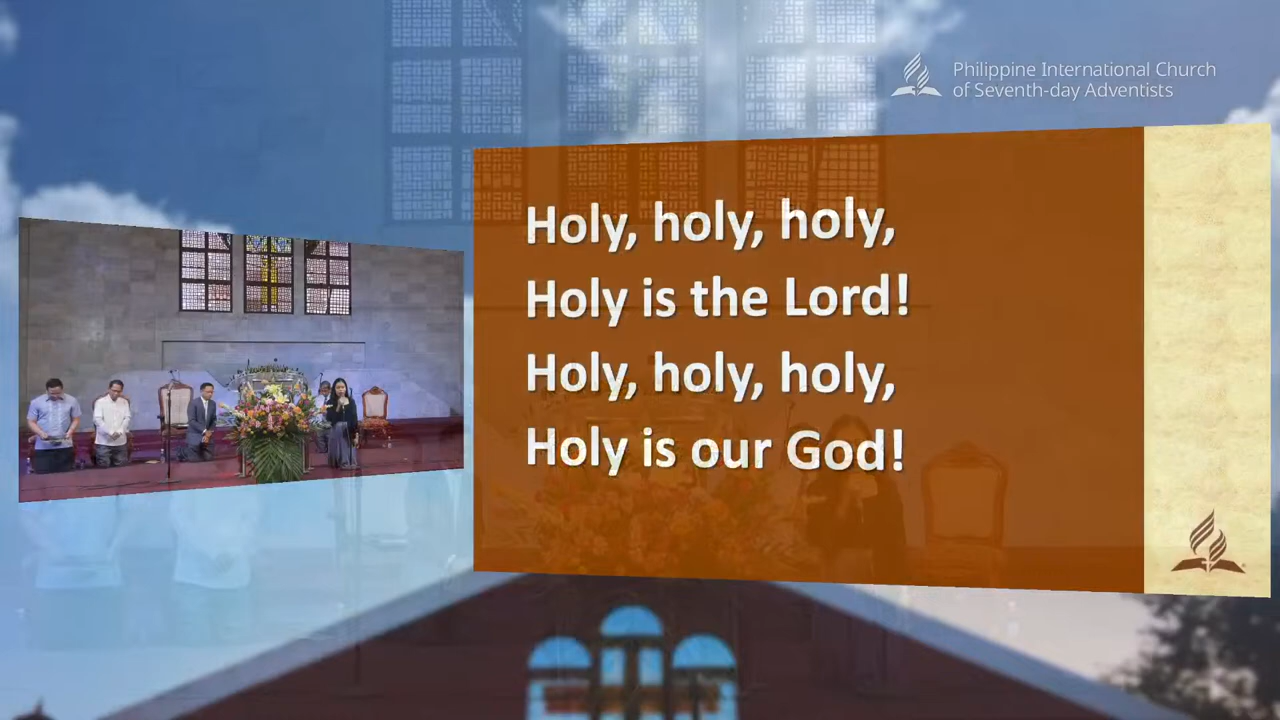 Philippine International Church
of Seventh-day Adventists
Holy, holy, holy,
Holy is the Lord!
Holy, holy, holy,
Holy is our God!